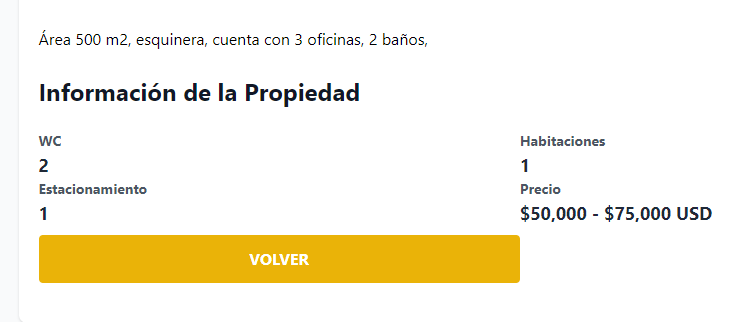 Área 500 m2, esquinera, cuenta con 3 oficinas, 2 baños,
Información de la Propiedad
WC
Habitaciones
2
1
Estacionamiento
Precio
1
$50,000 - $75,000 USD
VOLVER